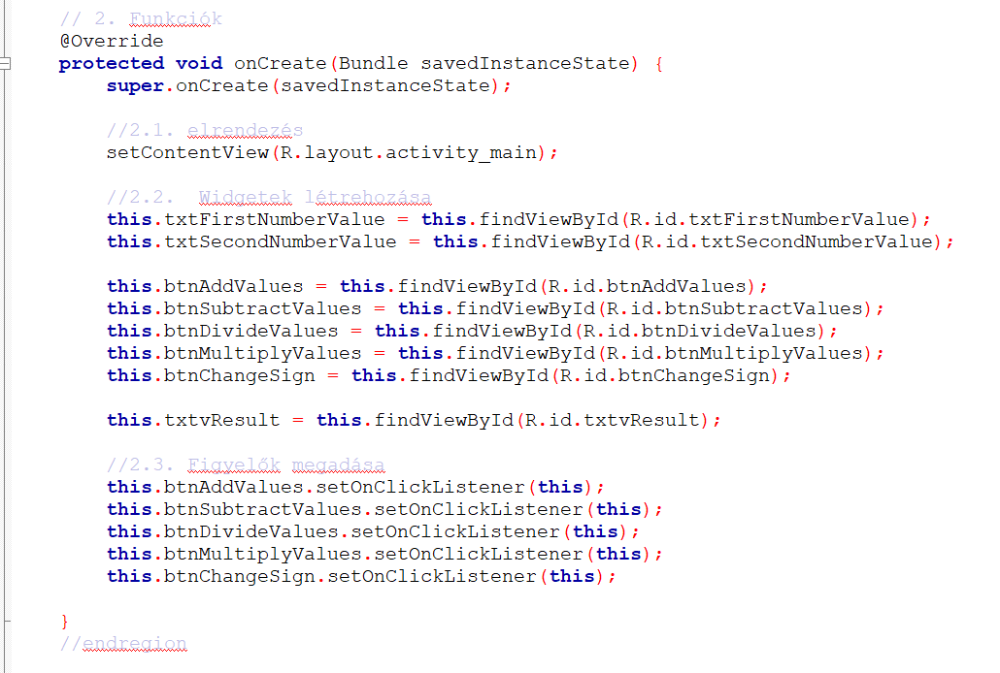 // 2. Funkciók
@Override
protected void onCreate(Bundle savedInstanceState) {
super.onCreate(savedInstanceState);
//2.1. elrendezés
setContentView(R.layout.activity_main);
//2.2.  Widgetek létrehozása
this.txtFirstNumberValue = this.findViewById(R.id.txtFirstNumberValue);
this.txtSecondNumberValue = this.findViewById(R.id.txtSecondNumberValue);
this.btnAddValues = this.findViewById(R.id.btnAddValues);
this.btnSubtractValues = this.findViewById(R.id.btnSubtractValues);
this.btnDivideValues = this.findViewById(R.id.btnDivideValues);
this.btnMultiplyValues = this.findViewById(R.id.btnMultiplyValues);
this.btnChangeSign = this.findViewById(R.id.btnChangeSign);
this.txtvResult = this.findViewById(R.id.txtvResult);
//2.3. Figyelők megadása
this.btnAddValues.setOnClickListener(this);
this.btnSubtractValues.setOnClickListener(this);
this.btnDivideValues.setOnClickListener(this);
this.btnMultiplyValues.setOnClickListener(this);
this.btnChangeSign.setOnClickListener(this);
}
//endregion